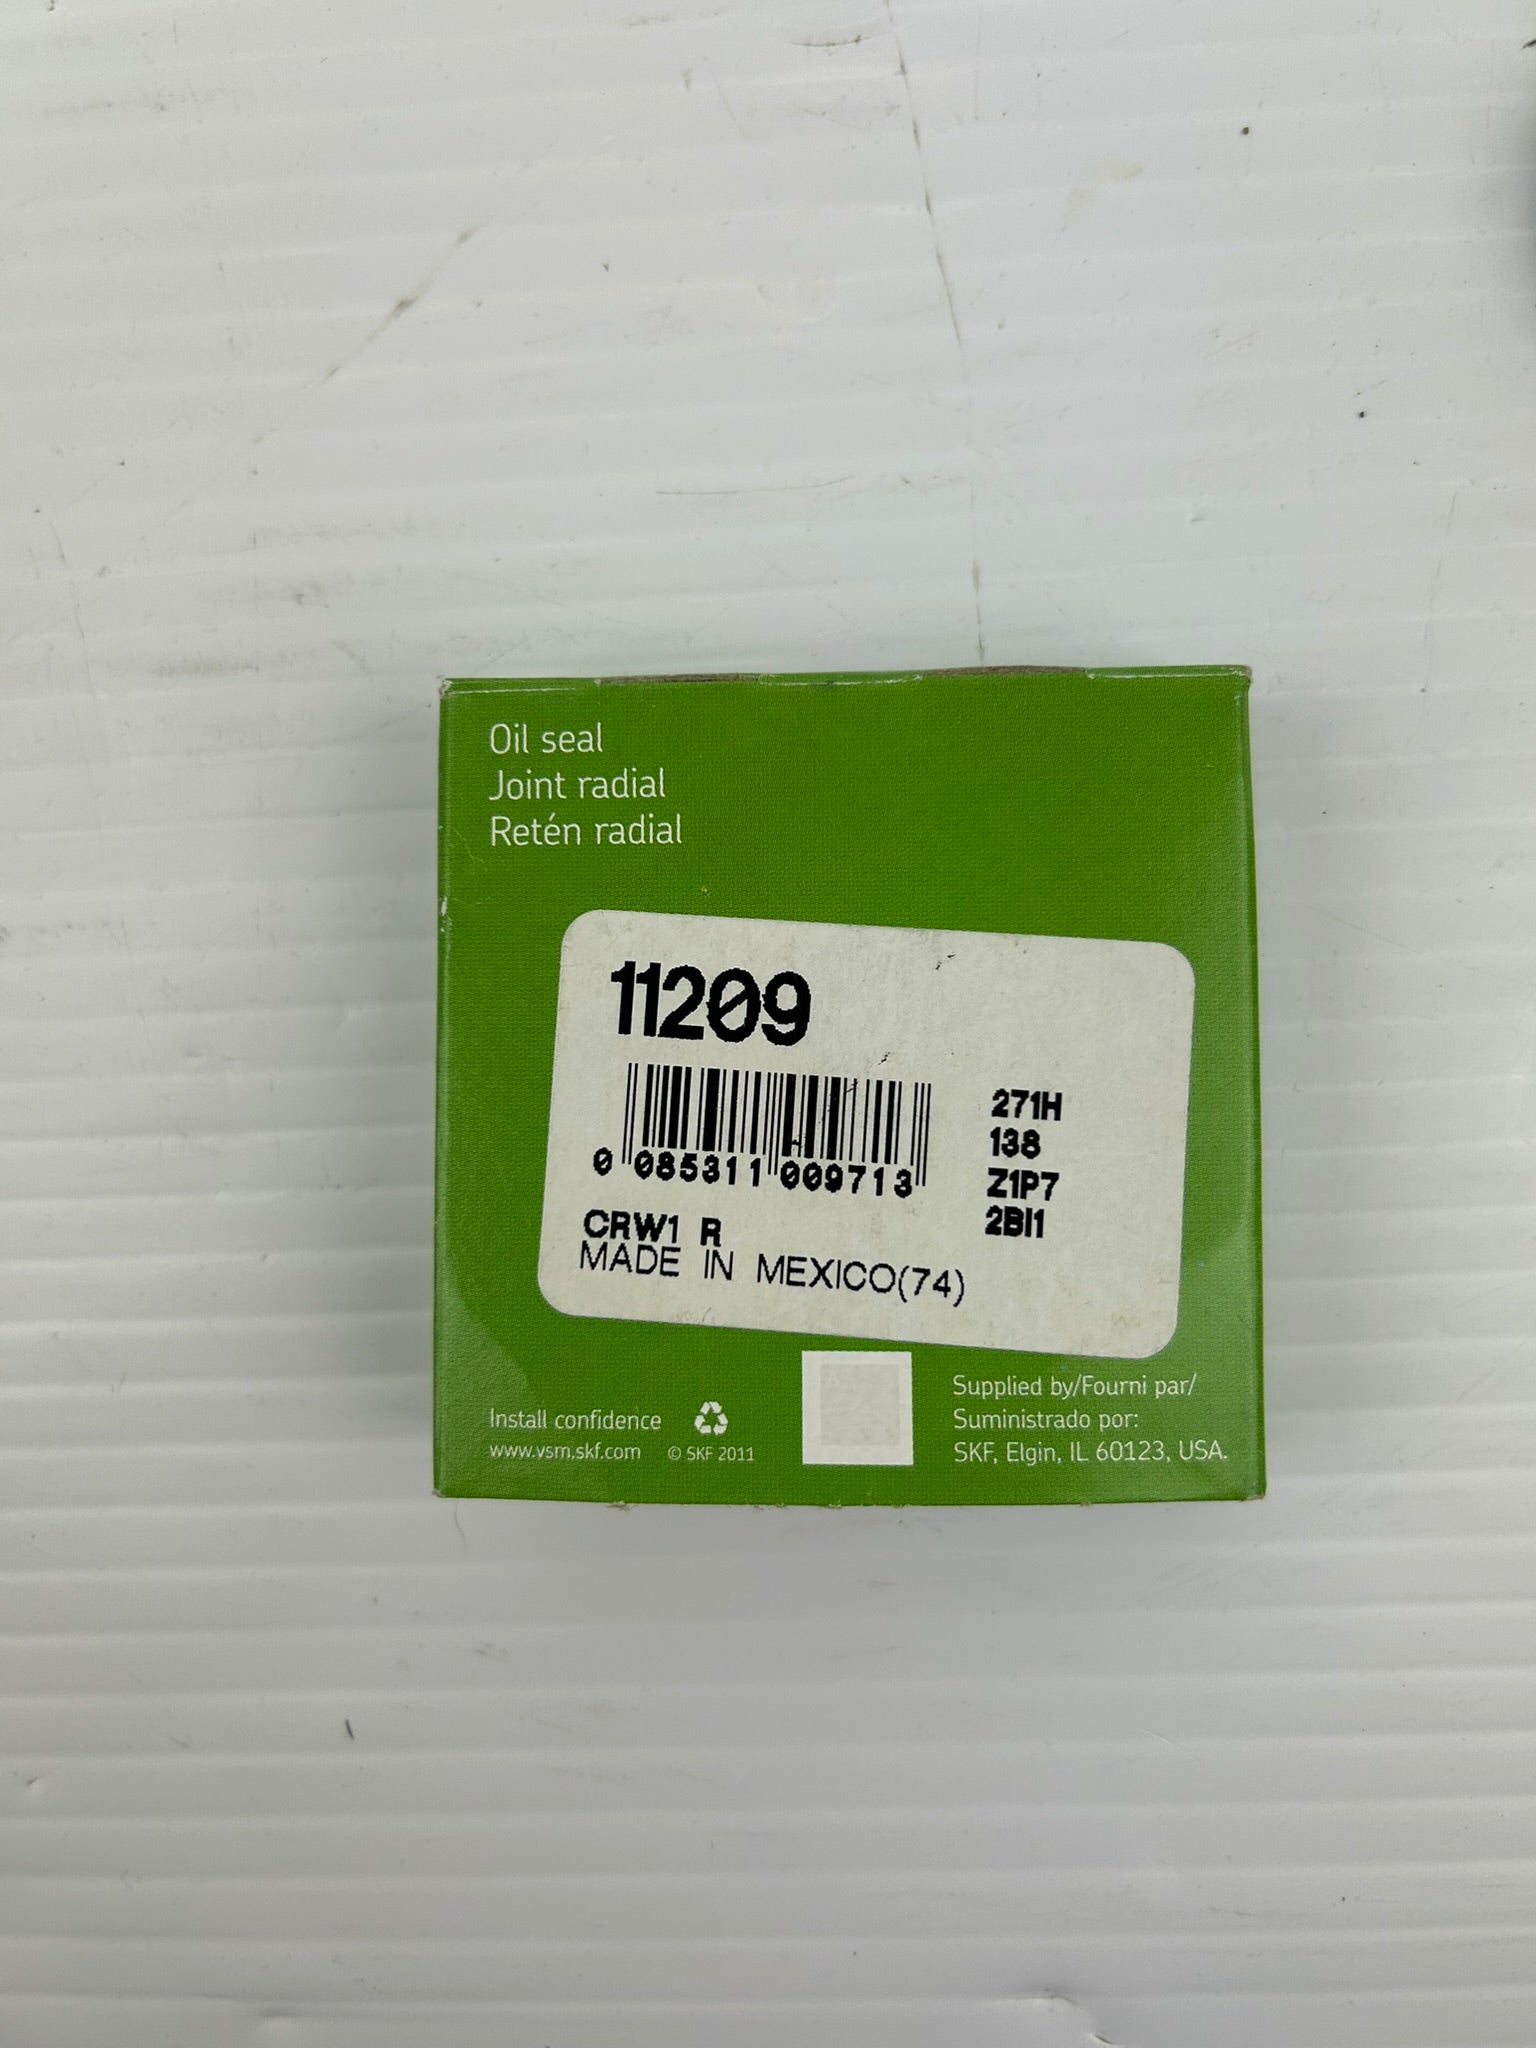 Oil seal
Joint radial
Retén radial
11209
0 085311 009713
271H
138
Z1P7
2BI1
CRW1 R
MADE IN MEXICO(74)
Install confidence
www.vsm.skf.com © SKF 2011
Supplied by/Fourni par/
Suministrado por:
SKF, Elgin, IL 60123, USA.